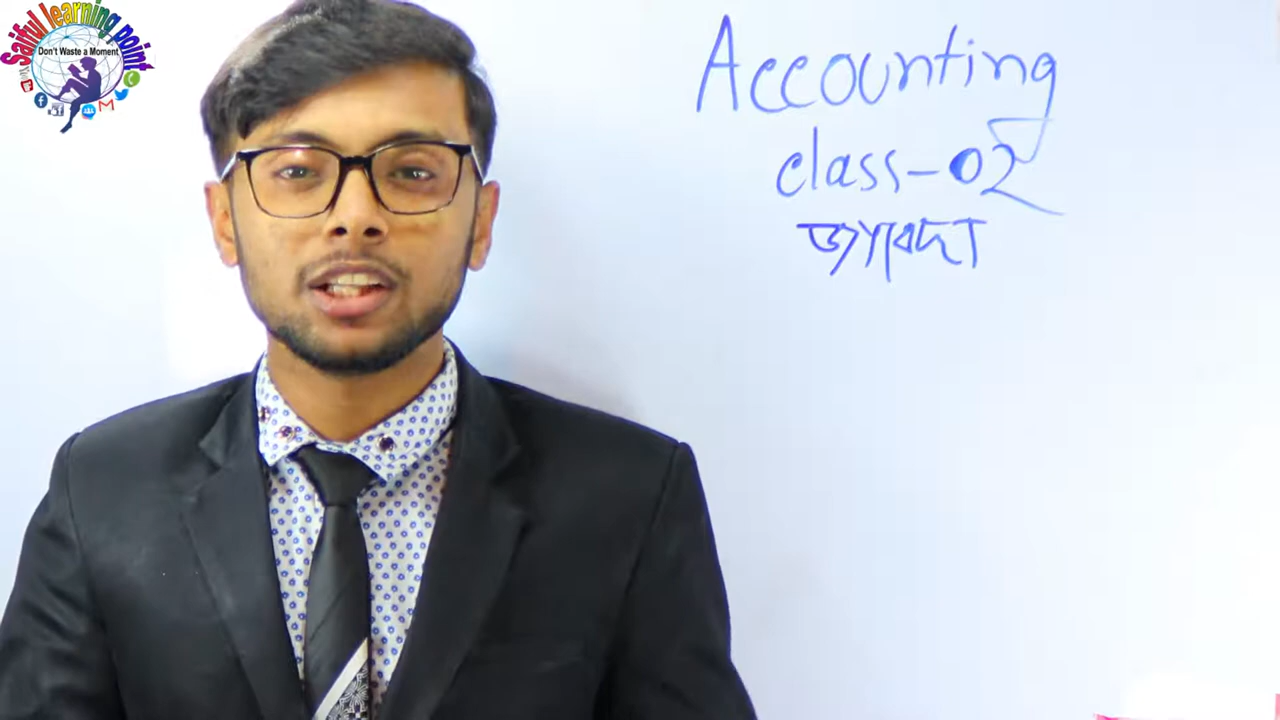 Saiful learning point
Don't Waste a Moment
Accounting
class-02
জাবেদা